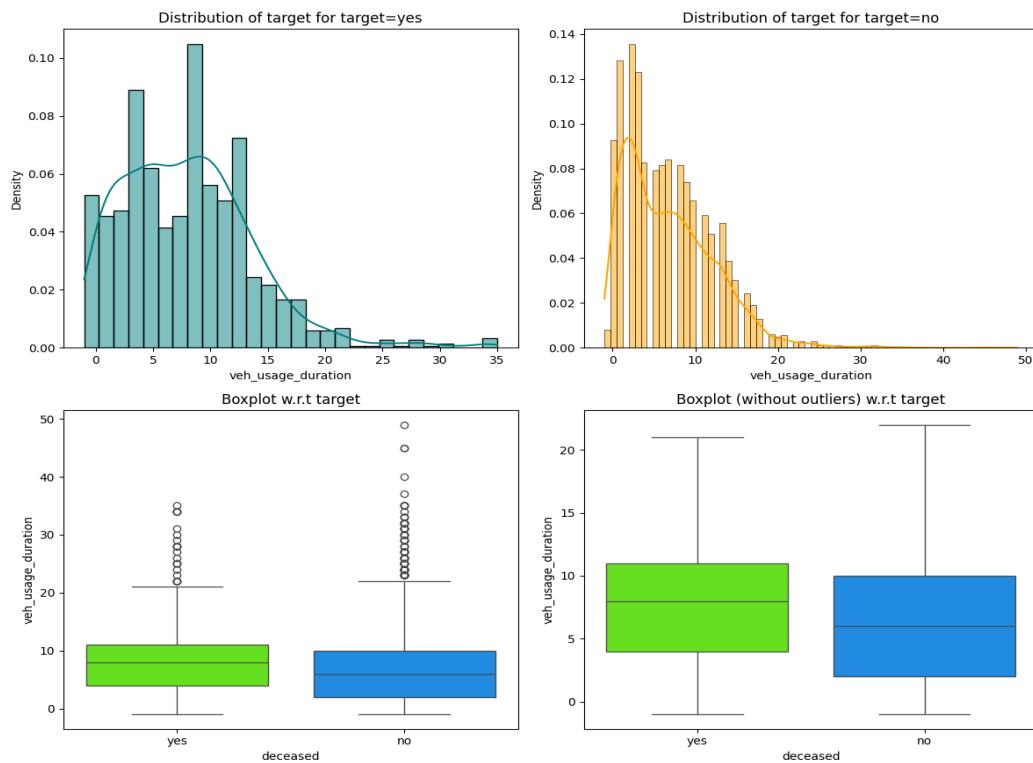 Distribution of target for target=yes
Density
0.10
0.08
0.06
0.04
0.02
0.00
0 5 10 15 20 25 30 35
veh_usage_duration
Distribution of target for target=no
Density
0.14
0.12
0.10
0.08
0.06
0.04
0.02
0.00
0 10 20 30 40 50
veh_usage_duration
Boxplot w.r.t target
veh_usage_duration
50
40
30
20
10
0
yes no
deceased
Boxplot (without outliers) w.r.t target
veh_usage_duration
20
15
10
5
0
yes no
deceased